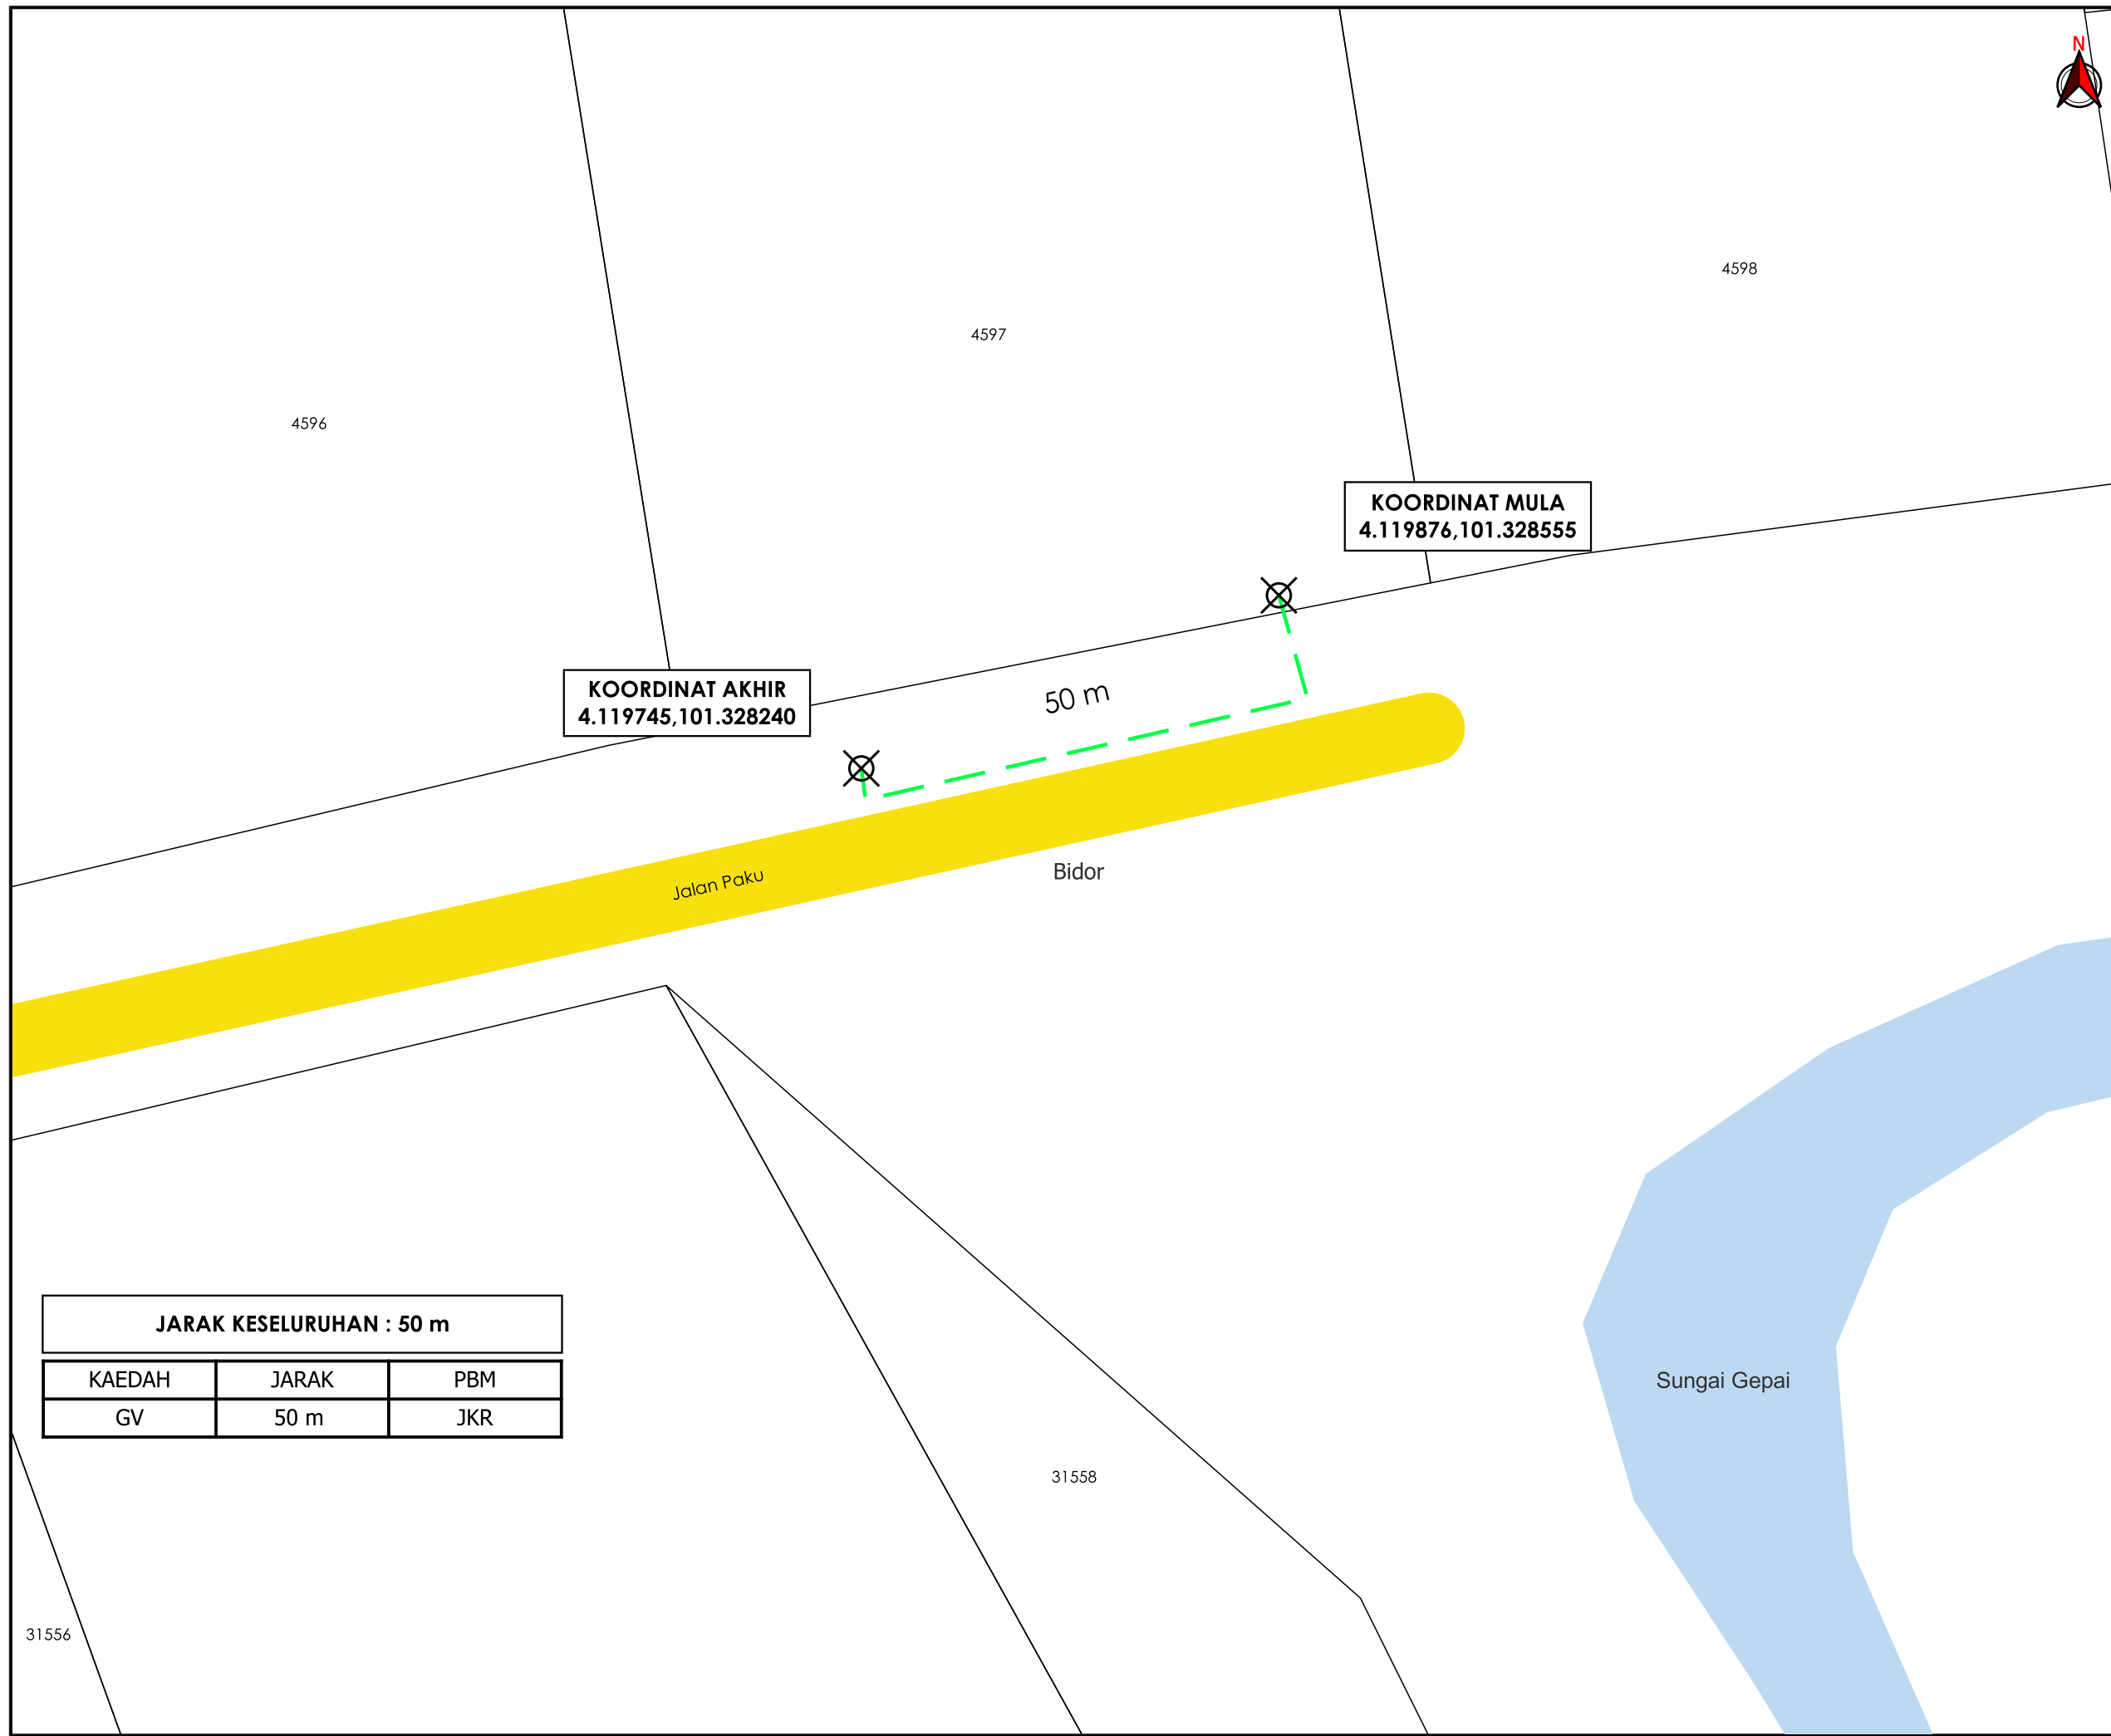 N
4598
4597
4596
KOORDINAT MULA
4.119876,101.328555
KOORDINAT AKHIR
4.119745,101.328240
50 m
Jalan Paku
Bidor
JARAK KESELURUHAN : 50 m
KAEDAH JARAK PBM
GV 50 m JKR
Sungai Gepai
31558
31556